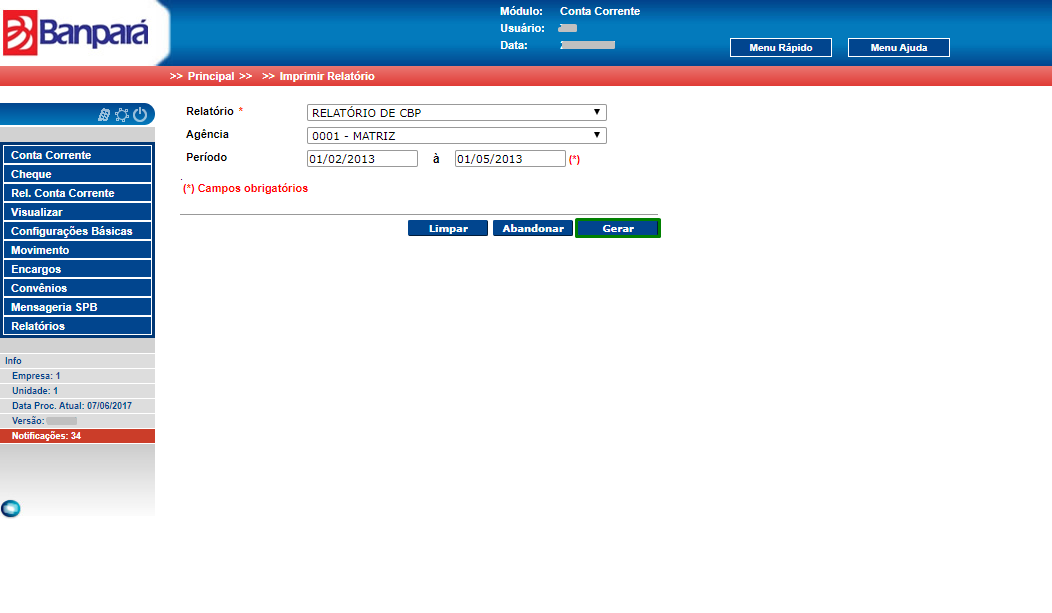 Banpará
Módulo: Conta Corrente
Usuário:
Data:
Menu Rápido
Menu Ajuda
>> Principal >> >> Imprimir Relatório
Relatório * RELATÓRIO DE CBP
Agência 0001 - MATRIZ
Período 01/02/2013 à 01/05/2013 (*)
(*) Campos obrigatórios
Limpar Abandonar Gerar
Conta Corrente
Cheque
Rel. Conta Corrente
Visualizar
Configurações Básicas
Movimento
Encargos
Convênios
Mensageria SPB
Relatórios
Info
Empresa: 1
Unidade: 1
Data Proc. Atual: 07/06/2017
Versão:
Notificações: 34